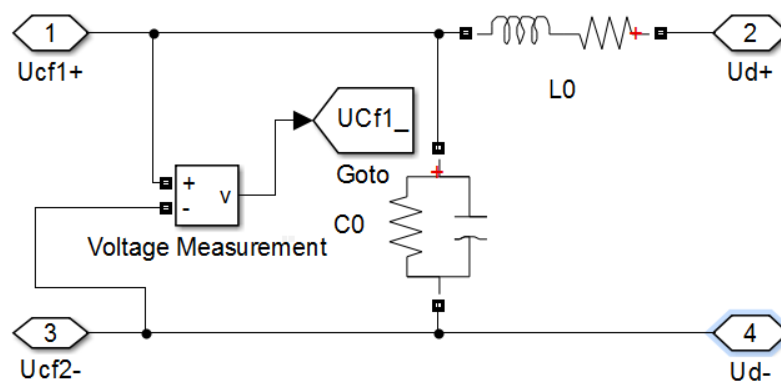 1
2
Ucf1+
Ud+
L0
UCf1_
Goto
+
v
-
C0
Voltage Measurement
3
4
Ucf2-
Ud-